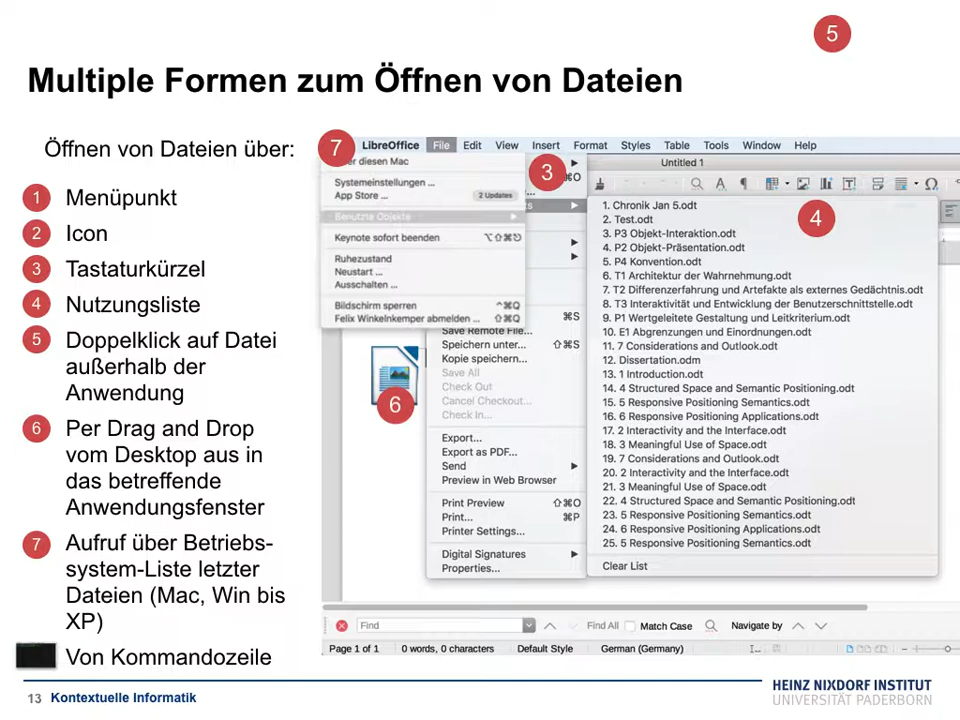 5
Multiple Formen zum Öffnen von Dateien
Öffnen von Dateien über:
1 Menüpunkt
2 Icon
3 Tastaturkürzel
4 Nutzungsliste
5 Doppelklick auf Datei
außerhalb der
Anwendung
6 Per Drag and Drop
vom Desktop aus in
das betreffende
Anwendungsfenster
7 Aufruf über Betriebs-
system-Liste letzter
Dateien (Mac, Win bis
XP)
Von Kommandozeile
7 LibreOffice File Edit View Insert Format Styles Table Tools Window Help
er diesen Mac
Systemeinstellungen ...
App Store ... 2 Updates
Benutzte Objekte
Keynote sofort beenden ⌥⇧⌘⎋
Ruhezustand
Neustart ...
Ausschalten ...
Bildschirm sperren ^⌘Q
Felix Winkelnkemper abmelden ... ⇧⌘Q
3
⌘O
Untitled 1
4
1. Chronik Jan 5.odt
2. Test.odt
3. P3 Objekt-Interaktion.odt
4. P2 Objekt-Präsentation.odt
5. P4 Konvention.odt
6. T1 Architektur der Wahrnehmung.odt
7. T2 Differenzerfahrung und Artefakte als externes Gedächtnis.odt
8. T3 Interaktivität und Entwicklung der Benutzerschnittstelle.odt
9. P1 Wertgeleitete Gestaltung und Leitkriterium.odt
10. E1 Abgrenzungen und Einordnungen.odt
11. 7 Considerations and Outlook.odt
12. Dissertation.odm
13. 1 Introduction.odt
14. 4 Structured Space and Semantic Positioning.odt
15. 5 Responsive Positioning Semantics.odt
16. 6 Responsive Positioning Applications.odt
17. 2 Interactivity and the Interface.odt
18. 3 Meaningful Use of Space.odt
19. 7 Considerations and Outlook.odt
20. 2 Interactivity and the Interface.odt
21. 3 Meaningful Use of Space.odt
22. 4 Structured Space and Semantic Positioning.odt
23. 5 Responsive Positioning Semantics.odt
24. 6 Responsive Positioning Applications.odt
25. 5 Responsive Positioning Semantics.odt
Clear List
⌘S
Save Remote File...
Speichern unter... ⇧⌘S
Kopie speichern...
Save All
Check Out
Cancel Checkout...
Check In...
Export...
Export as PDF...
Send
Preview in Web Browser
Print Preview ⇧⌘O
Print... ⌘P
Printer Settings...
Digital Signatures
Properties...
6
Find Find All Match Case Navigate by
Page 1 of 1 0 words, 0 characters Default Style German (Germany)
13 Kontextuelle Informatik
HEINZ NIXDORF INSTITUT
UNIVERSITÄT PADERBORN